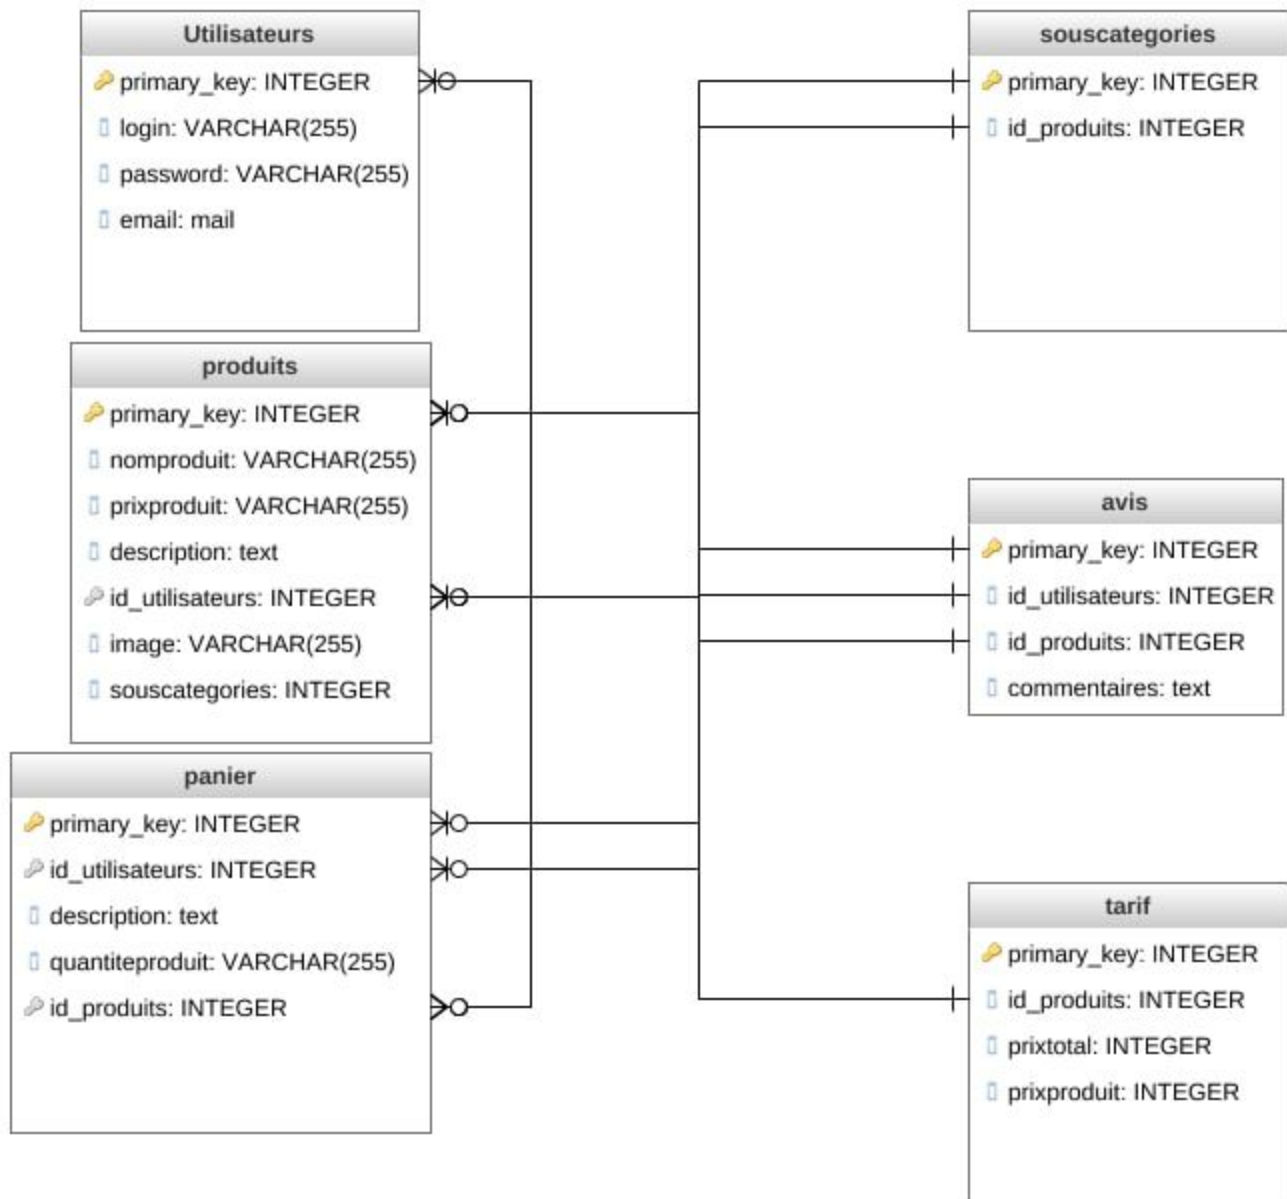 Utilisateurs
primary_key: INTEGER
login: VARCHAR(255)
password: VARCHAR(255)
email: mail
produits
primary_key: INTEGER
nomproduit: VARCHAR(255)
prixproduit: VARCHAR(255)
description: text
id_utilisateurs: INTEGER
image: VARCHAR(255)
souscategories: INTEGER
panier
primary_key: INTEGER
id_utilisateurs: INTEGER
description: text
quantiteproduit: VARCHAR(255)
id_produits: INTEGER
souscategories
primary_key: INTEGER
id_produits: INTEGER
avis
primary_key: INTEGER
id_utilisateurs: INTEGER
id_produits: INTEGER
commentaires: text
tarif
primary_key: INTEGER
id_produits: INTEGER
prixtotal: INTEGER
prixproduit: INTEGER